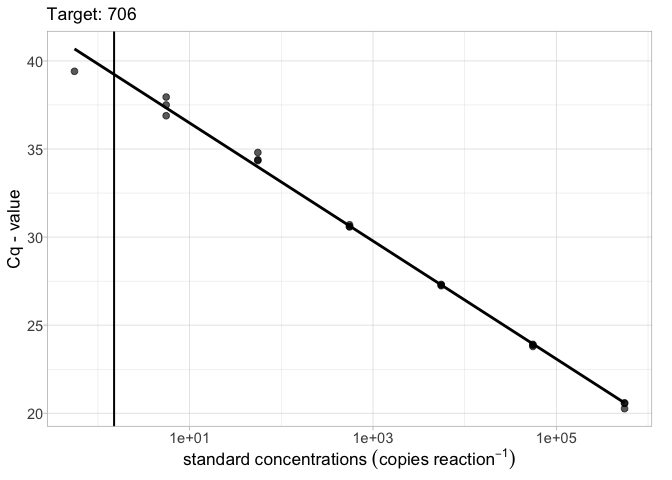 Target: 706
40
35
30
25
20
Cq - value
1e+01 1e+03 1e+05
standard concentrations (copies reaction⁻¹)